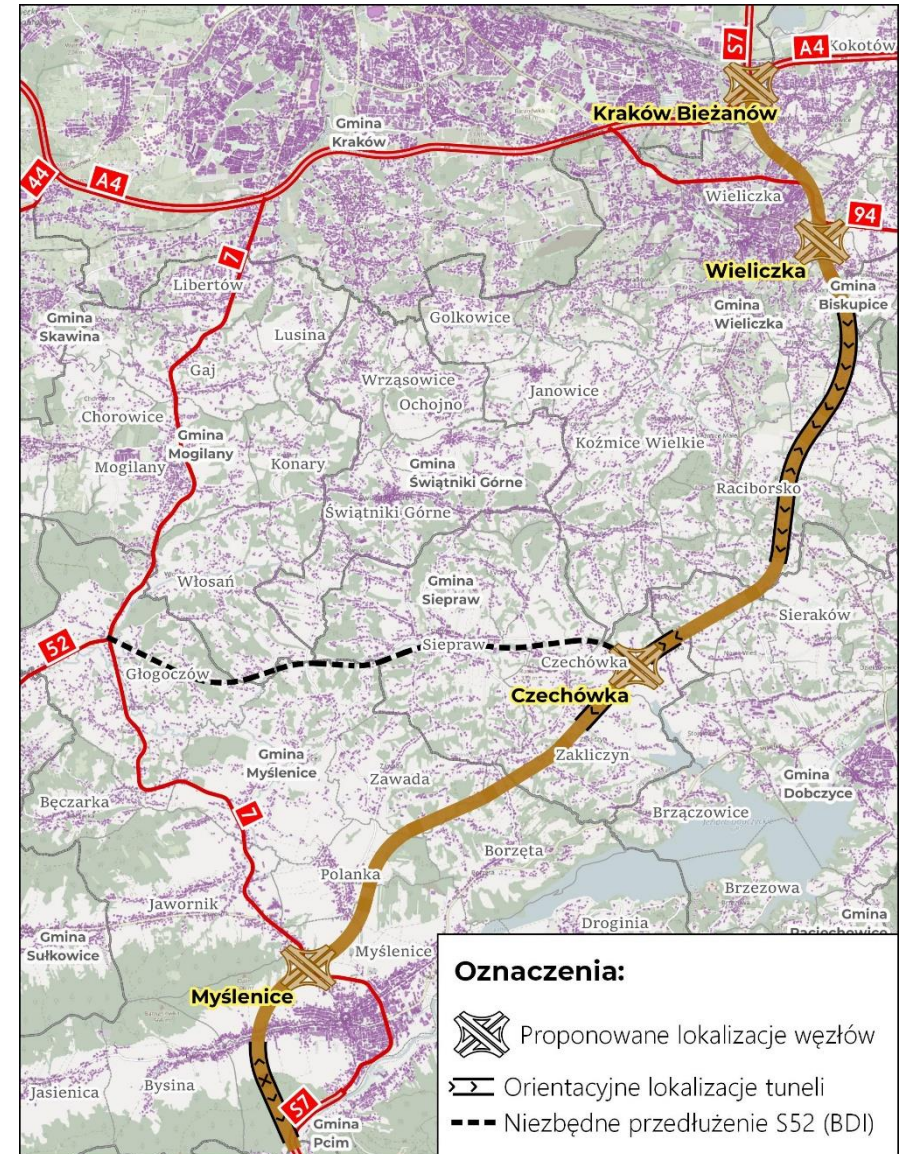 S7
A4
Kokotów
Kraków Bieżanów
Gmina
Kraków
44
A4
Wieliczka
94
7
Wieliczka
Libertów
Gmina
Biskupice
Gmina
Skawina
Lusina
Golkowice
Gmina
Wieliczka
Gaj
Wrząsowice
Janowice
Ochojno
Chorowice
Gmina
Mogilany
Koźmice Wielkie
Mogilany
Konary
Gmina
Świątniki Górne
Raciborsko
Świątniki Górne
Włosań
Gmina
Siepraw
Sieraków
52
Siepraw
Czechówka
Głogoczów
Czechówka
Gmina
Myślenice
Zawada
Zakliczyn
Gmina
Dobczyce
Bęczarka
7
Brzączowice
Borzęta
Polanka
Brzezowa
Jawornik
Droginia
Gmina
Raciechowice
Gmina
Sułkowice
Myślenice
Myślenice
Jasienica
Bysina
S7
Gmina
Pcim
Oznaczenia:
Proponowane lokalizacje węzłów
Orientacyjne lokalizacje tuneli
Niezbędne przedłużenie S52 (BDI)